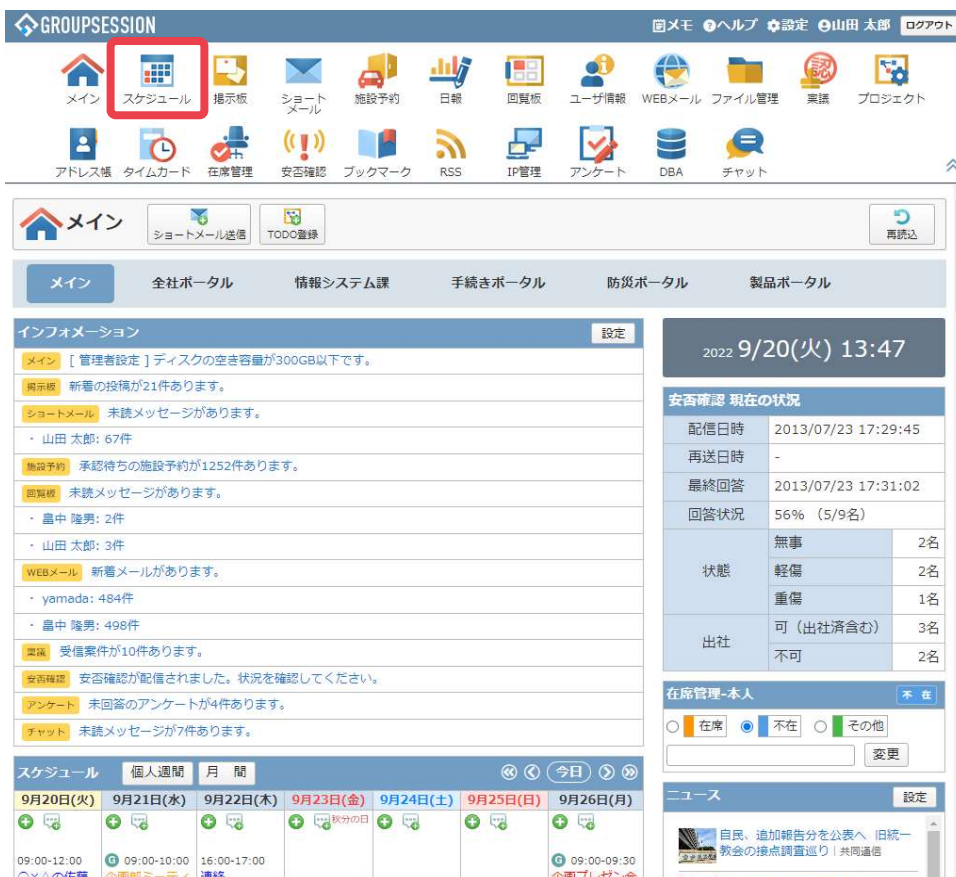 GROUPSESSION
メモ ヘルプ 設定 山田 太郎 ログアウト
メイン スケジュール 掲示板 ショートメール 施設予約 日報 回覧板 ユーザ情報 WEBメール ファイル管理 稟議 プロジェクト
認
アドレス帳 タイムカード 在席管理 安否確認 ブックマーク RSS IP管理 アンケート DBA チャット
メイン ショートメール送信 TODO登録 再読込
メイン 全社ポータル 情報システム課 手続きポータル 防災ポータル 製品ポータル
インフォメーション 設定
メイン [ 管理者設定 ] ディスクの空き容量が300GB以下です。
掲示板 新着の投稿が21件あります。
ショートメール 未読メッセージがあります。
・ 山田 太郎: 67件
施設予約 承認待ちの施設予約が1252件あります。
回覧板 未読メッセージがあります。
・ 畠中 隆男: 2件
・ 山田 太郎: 3件
WEBメール 新着メールがあります。
・ yamada: 484件
・ 畠中 隆男: 498件
稟議 受信案件が10件あります。
安否確認 安否確認が配信されました。状況を確認してください。
アンケート 未回答のアンケートが4件あります。
チャット 未読メッセージが7件あります。
スケジュール 個人週間 月 間 今日
9月20日(火) 9月21日(水) 9月22日(木) 9月23日(金) 9月24日(土) 9月25日(日) 9月26日(月)
秋分の日
09:00-12:00 G 09:00-10:00 16:00-17:00 G 09:00-09:30
〇×△の佐藤 企画部ミーティ 連絡 企画プレゼン会
2022 9/20(火) 13:47
安否確認 現在の状況
配信日時 2013/07/23 17:29:45
再送日時 -
最終回答 2013/07/23 17:31:02
回答状況 56% (5/9名)
状態 無事 2名
軽傷 2名
重傷 1名
出社 可(出社済含む) 3名
不可 2名
在席管理-本人 不 在
在席 不在 その他
変更
ニュース 設定
自民、追加報告分を公表へ 旧統一
教会の接点調査巡り | 共同通信